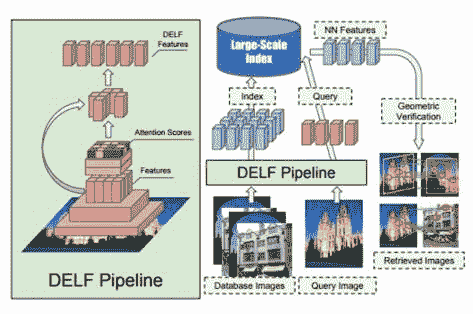 DELF
Features
Attention Scores
Features
DELF Pipeline
Large-Scale
Index
NN Features
Index
Query
Geometric
Verification
DELF Pipeline
Database Images
Query Image
Retrieved Images